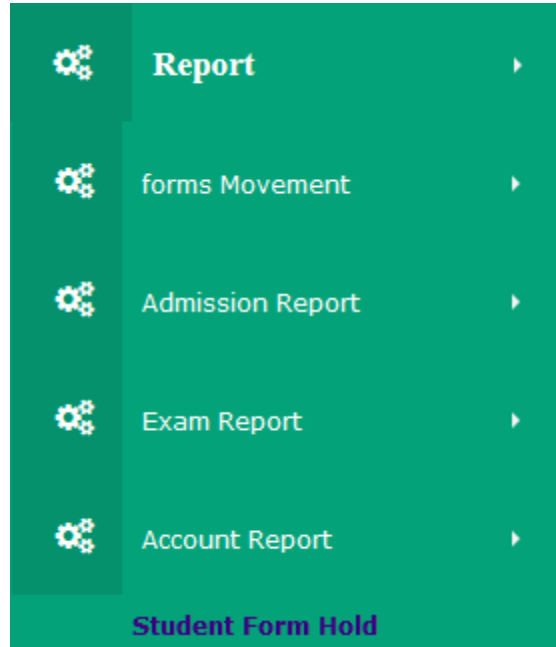 Report
forms Movement
Admission Report
Exam Report
Account Report
Student Form Hold